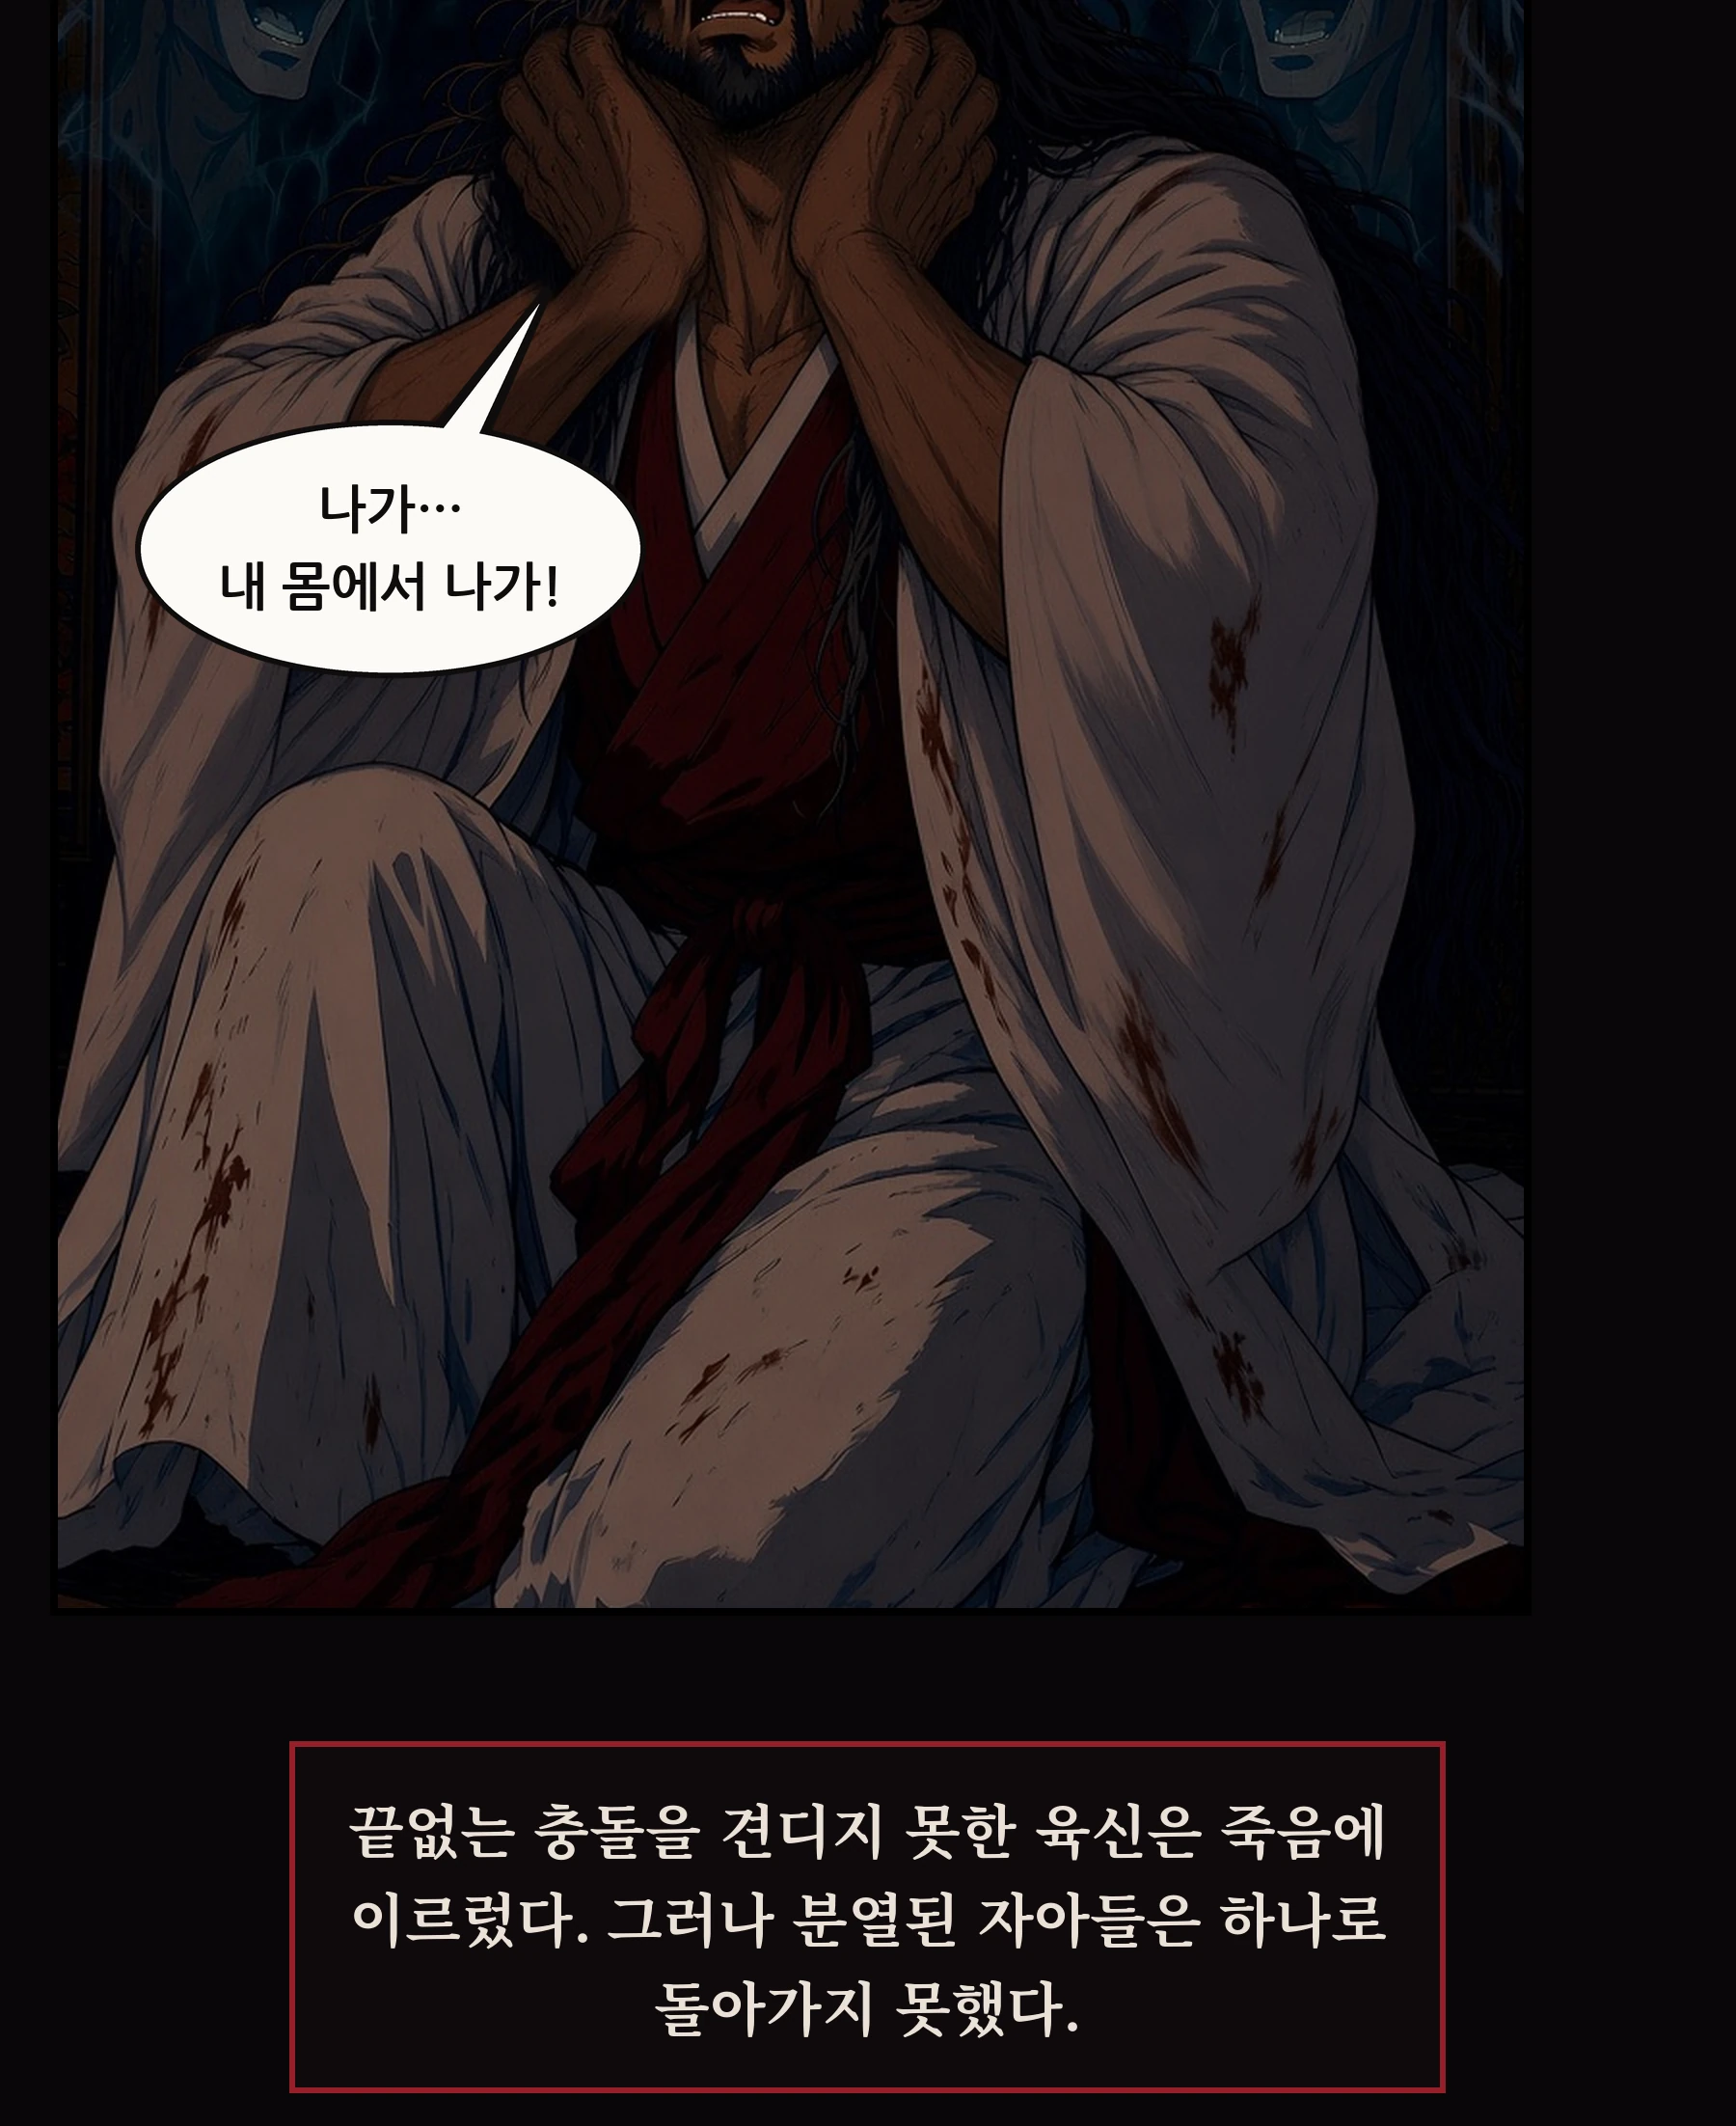 나가…
내 몸에서 나가!
끝없는 충돌을 견디지 못한 육신은 죽음에
이르렀다. 그러나 분열된 자아들은 하나로
돌아가지 못했다.